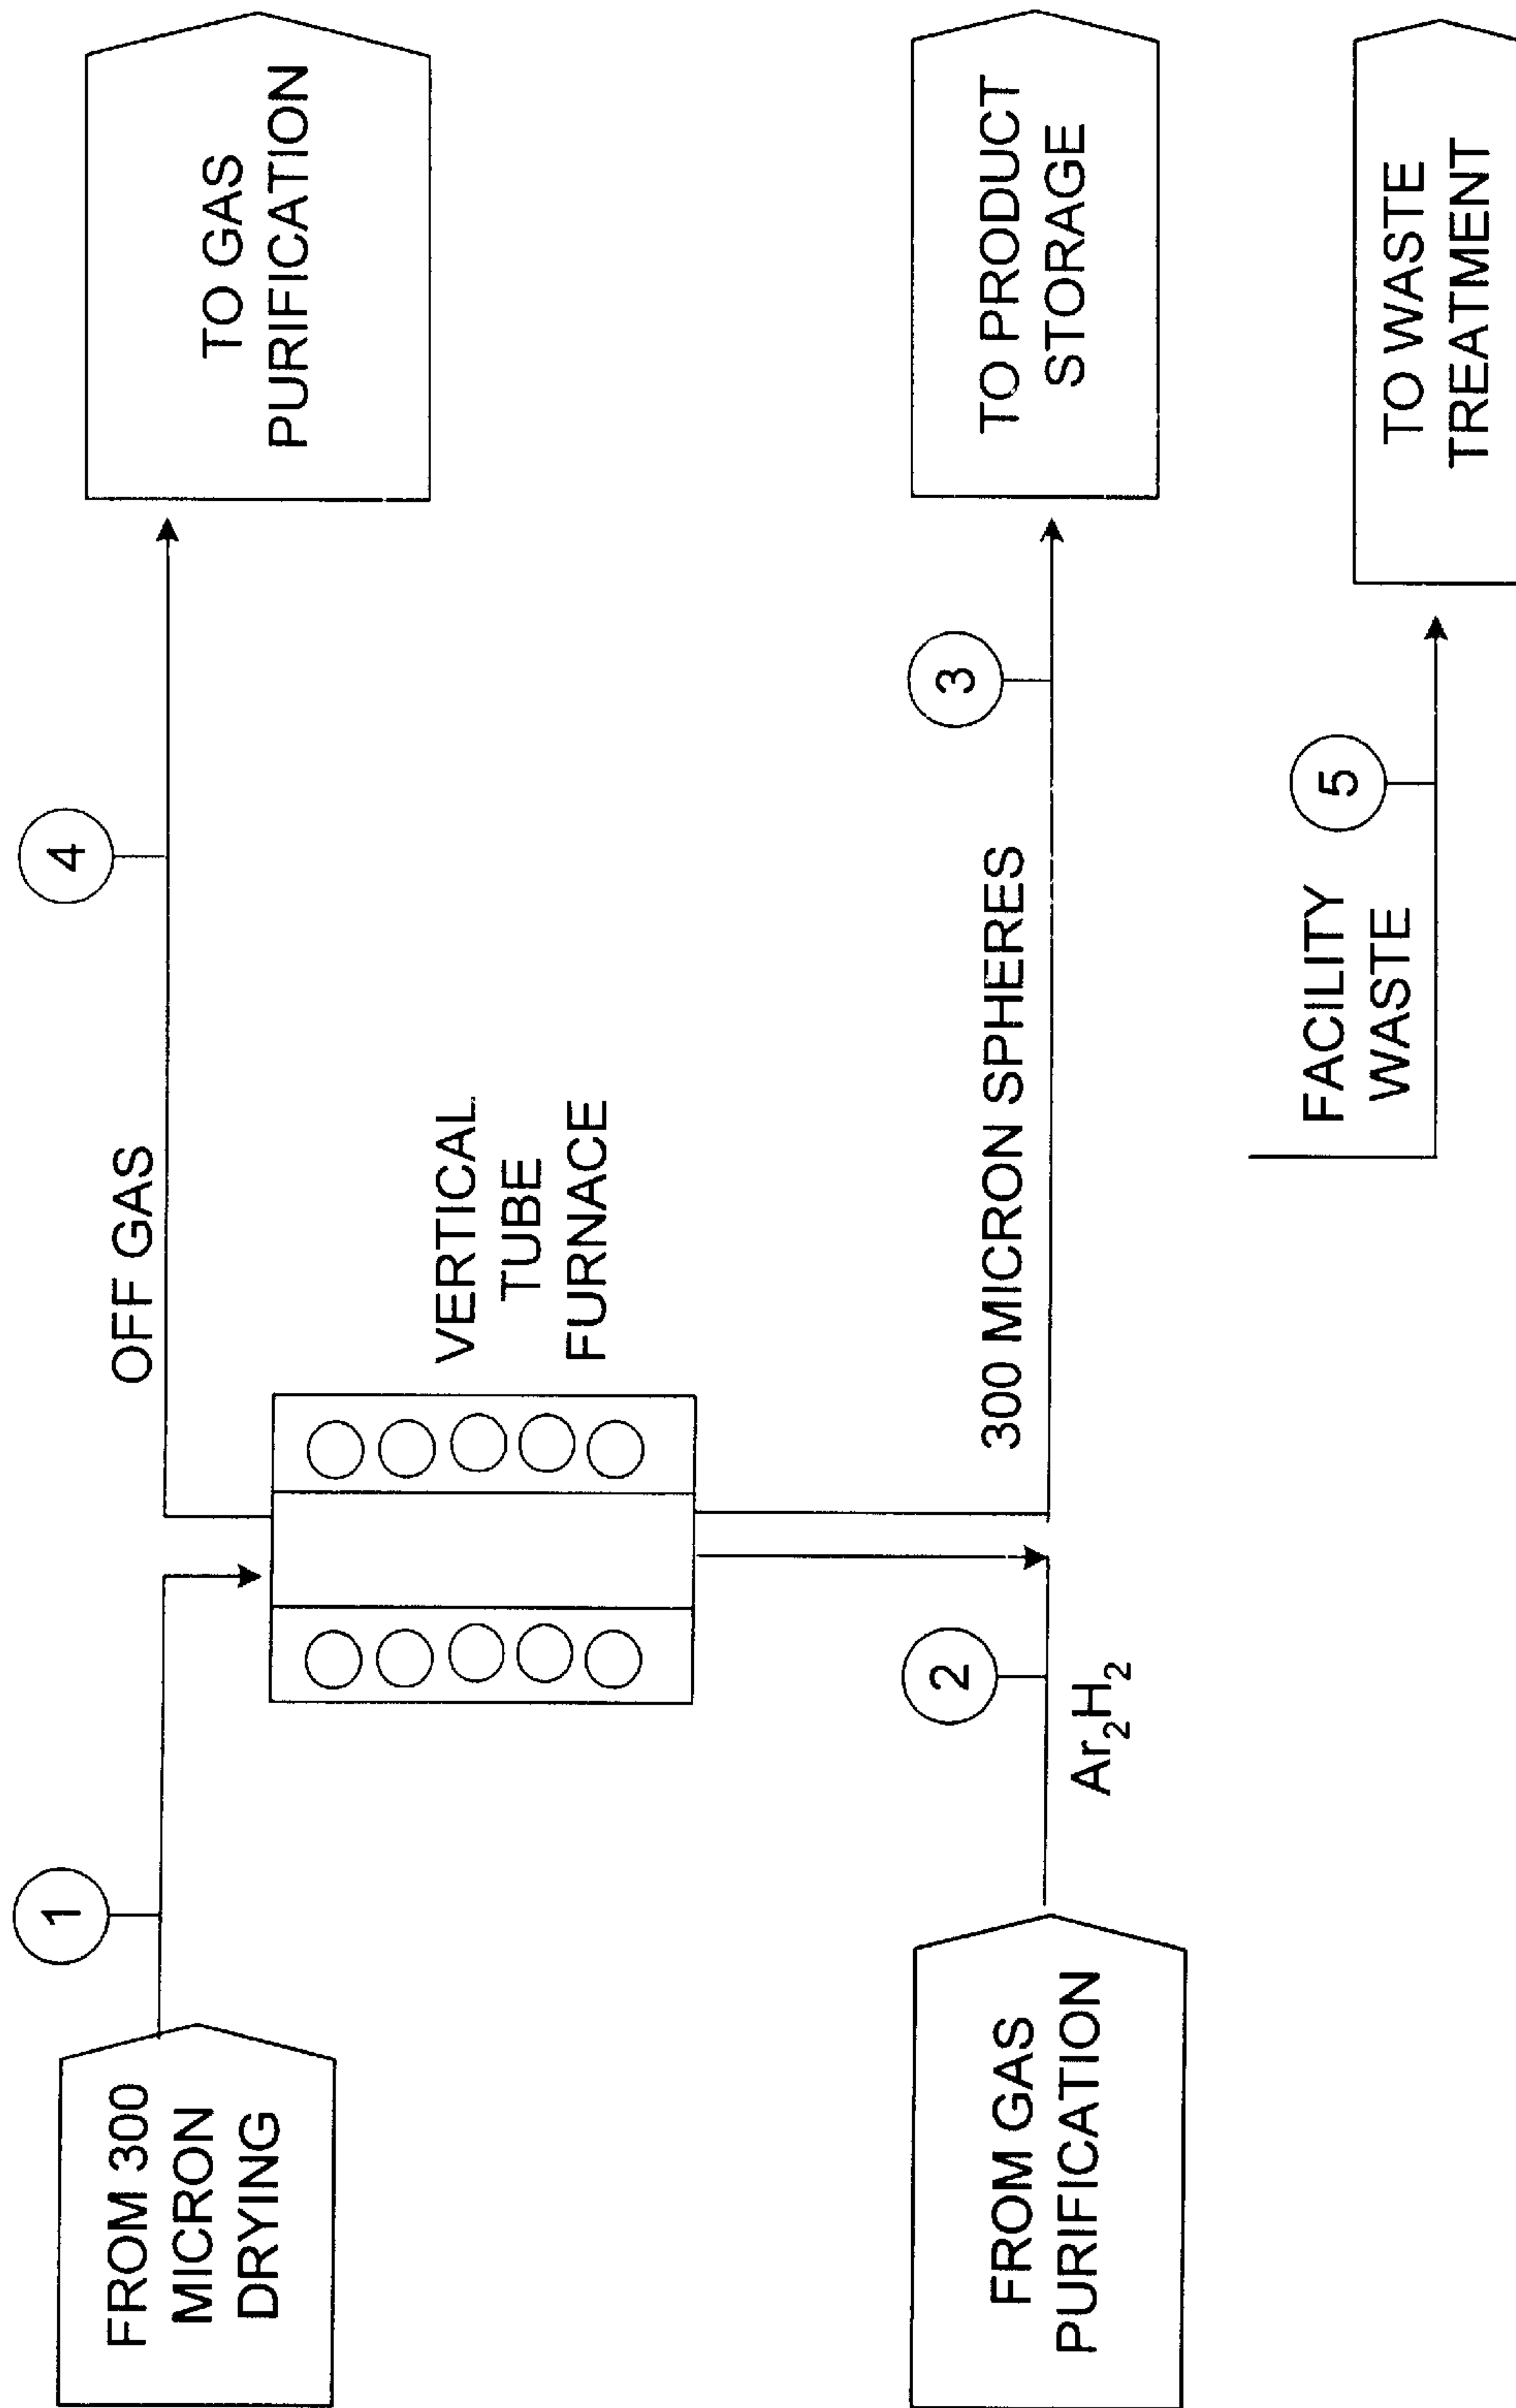 FROM 300
MICRON
DRYING
1
OFF GAS
4
TO GAS
PURIFICATION
VERTICAL
TUBE
FURNACE
FROM GAS
PURIFICATION
2
Ar₂H₂
300 MICRON SPHERES
3
TO PRODUCT
STORAGE
FACILITY
WASTE
5
TO WASTE
TREATMENT